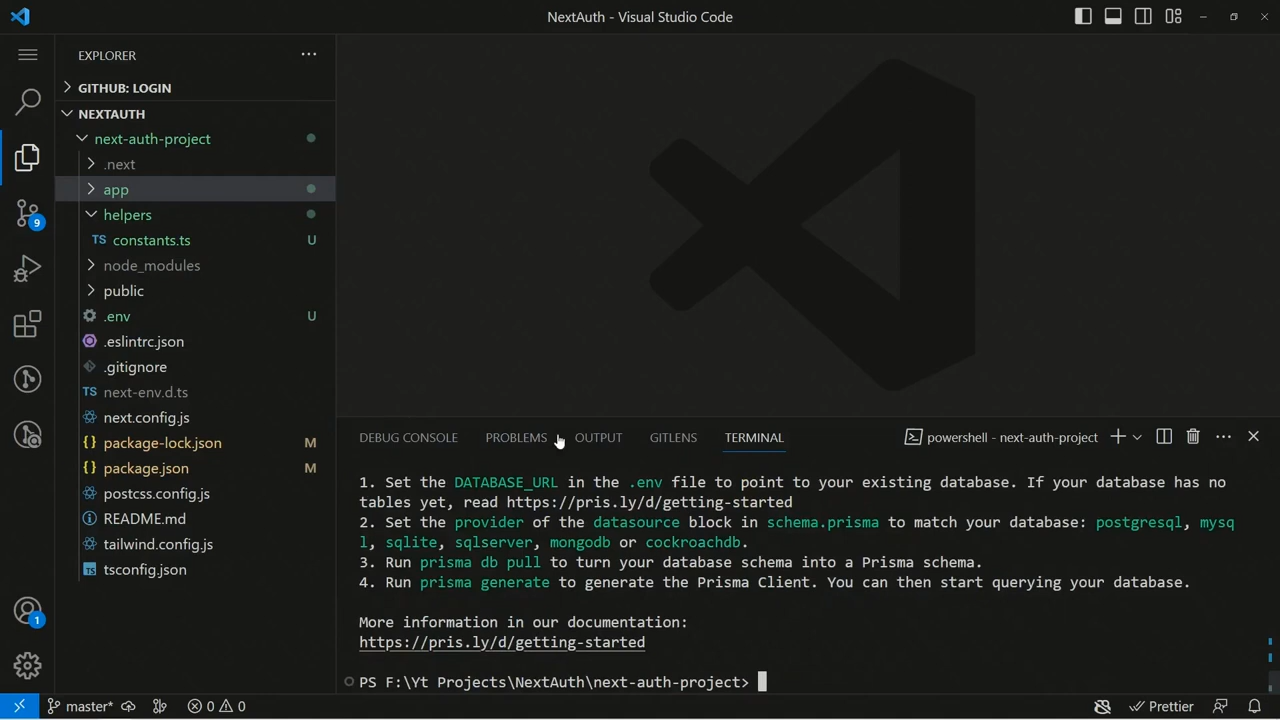 NextAuth - Visual Studio Code
EXPLORER
GITHUB: LOGIN
NEXTAUTH
next-auth-project
.next
app
helpers
TS constants.ts U
node_modules
public
.env U
.eslintrc.json
.gitignore
TS next-env.d.ts
next.config.js
{} package-lock.json M
{} package.json M
postcss.config.js
README.md
tailwind.config.js
tsconfig.json
9
1
DEBUG CONSOLE PROBLEMS OUTPUT GITLENS TERMINAL powershell - next-auth-project
1. Set the DATABASE_URL in the .env file to point to your existing database. If your database has no
tables yet, read https://pris.ly/d/getting-started
2. Set the provider of the datasource block in schema.prisma to match your database: postgresql, mysq
l, sqlite, sqlserver, mongodb or cockroachdb.
3. Run prisma db pull to turn your database schema into a Prisma schema.
4. Run prisma generate to generate the Prisma Client. You can then start querying your database.
More information in our documentation:
https://pris.ly/d/getting-started
PS F:\Yt Projects\NextAuth\next-auth-project>
master* 0 0 Prettier